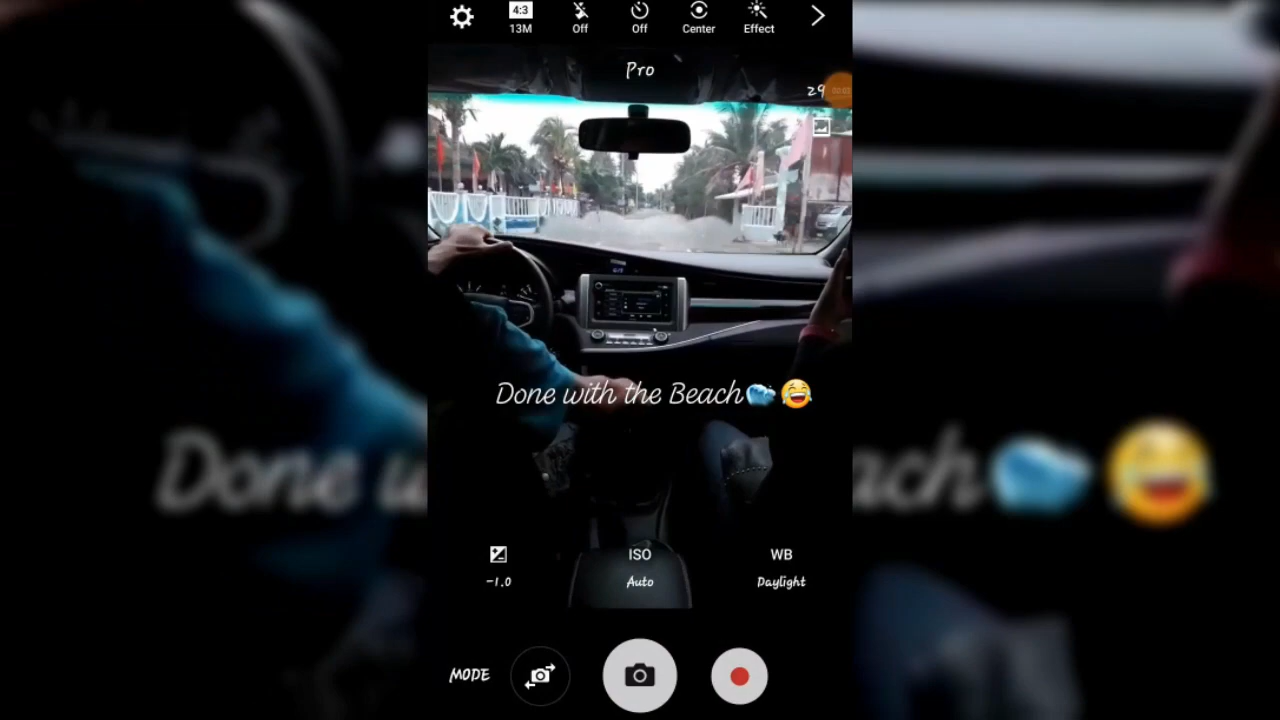 4:3
13M Off Off Center Effect
Pro
29
Done with the Beach🌊😂
ISO WB
-1.0 Auto Daylight
MODE